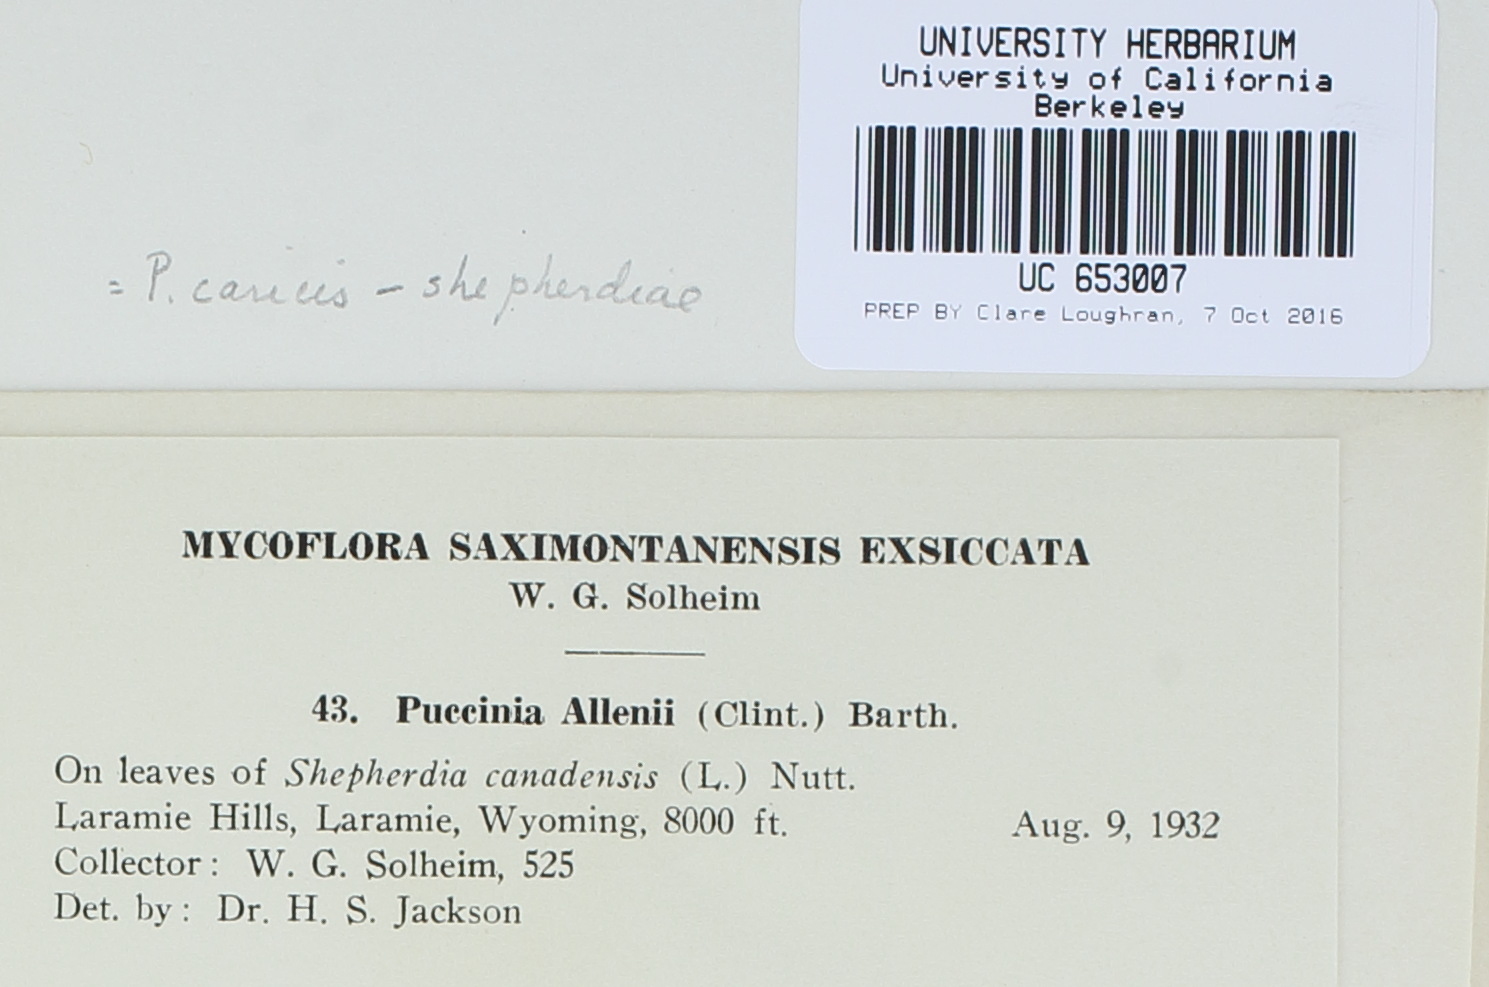 UNIVERSITY HERBARIUM
University of California
Berkeley
UC 653007
PREP BY Clare Loughran, 7 Oct 2016
= P. caricis - shepherdiae
MYCOFLORA SAXIMONTANENSIS EXSICCATA
W. G. Solheim
43. Puccinia Allenii (Clint.) Barth.
On leaves of Shepherdia canadensis (L.) Nutt.
Laramie Hills, Laramie, Wyoming, 8000 ft. Aug. 9, 1932
Collector: W. G. Solheim, 525
Det. by: Dr. H. S. Jackson